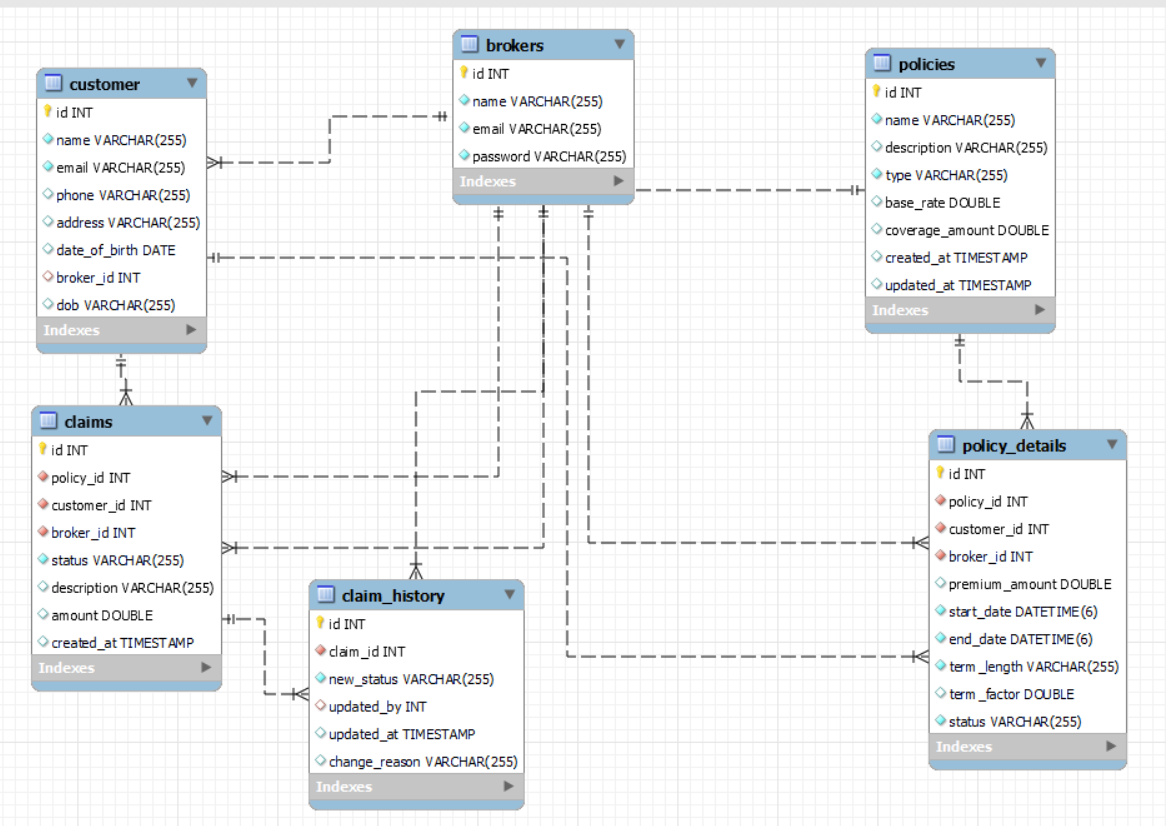 customer
id INT
name VARCHAR(255)
email VARCHAR(255)
phone VARCHAR(255)
address VARCHAR(255)
date_of_birth DATE
broker_id INT
dob VARCHAR(255)
Indexes
brokers
id INT
name VARCHAR(255)
email VARCHAR(255)
password VARCHAR(255)
Indexes
policies
id INT
name VARCHAR(255)
description VARCHAR(255)
type VARCHAR(255)
base_rate DOUBLE
coverage_amount DOUBLE
created_at TIMESTAMP
updated_at TIMESTAMP
Indexes
claims
id INT
policy_id INT
customer_id INT
broker_id INT
status VARCHAR(255)
description VARCHAR(255)
amount DOUBLE
created_at TIMESTAMP
Indexes
claim_history
id INT
claim_id INT
new_status VARCHAR(255)
updated_by INT
updated_at TIMESTAMP
change_reason VARCHAR(255)
Indexes
policy_details
id INT
policy_id INT
customer_id INT
broker_id INT
premium_amount DOUBLE
start_date DATETIME(6)
end_date DATETIME(6)
term_length VARCHAR(255)
term_factor DOUBLE
status VARCHAR(255)
Indexes